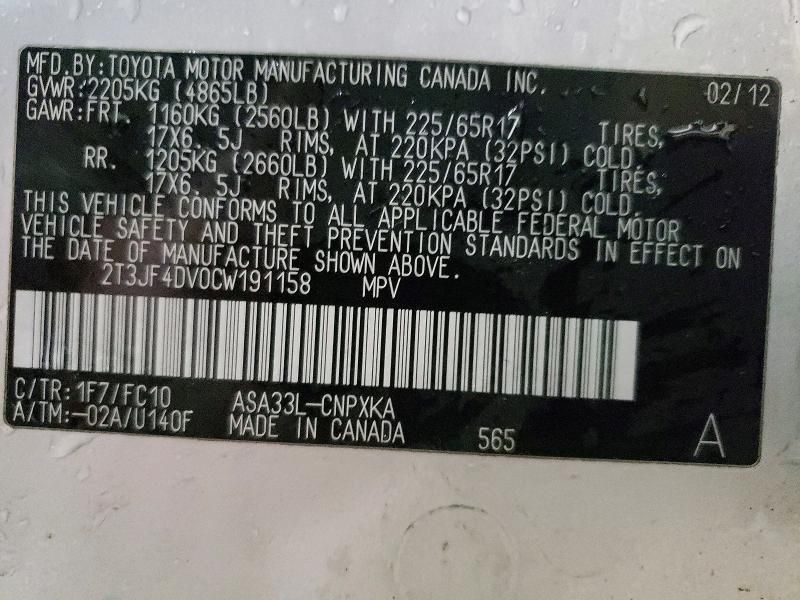 MFD.BY:TOYOTA MOTOR MANUFACTURING CANADA INC. 02/12
GVWR:2205KG (4865LB)
GAWR:FRT. 1160KG (2560LB) WITH 225/65R17 TIRES,
17X6. 5J RIMS, AT 220KPA (32PSI) COLD.
RR. 1205KG (2660LB) WITH 225/65R17 TIRES,
17X6. 5J RIMS, AT 220KPA (32PSI) COLD.
THIS VEHICLE CONFORMS TO ALL APPLICABLE FEDERAL MOTOR
VEHICLE SAFETY AND THEFT PREVENTION STANDARDS IN EFFECT ON
THE DATE OF MANUFACTURE SHOWN ABOVE.
2T3JF4DV0CW191158 MPV
C/TR:1F7/FC10 ASA33L-CNPXKA
A/TM:-02A/U140F MADE IN CANADA 565 A